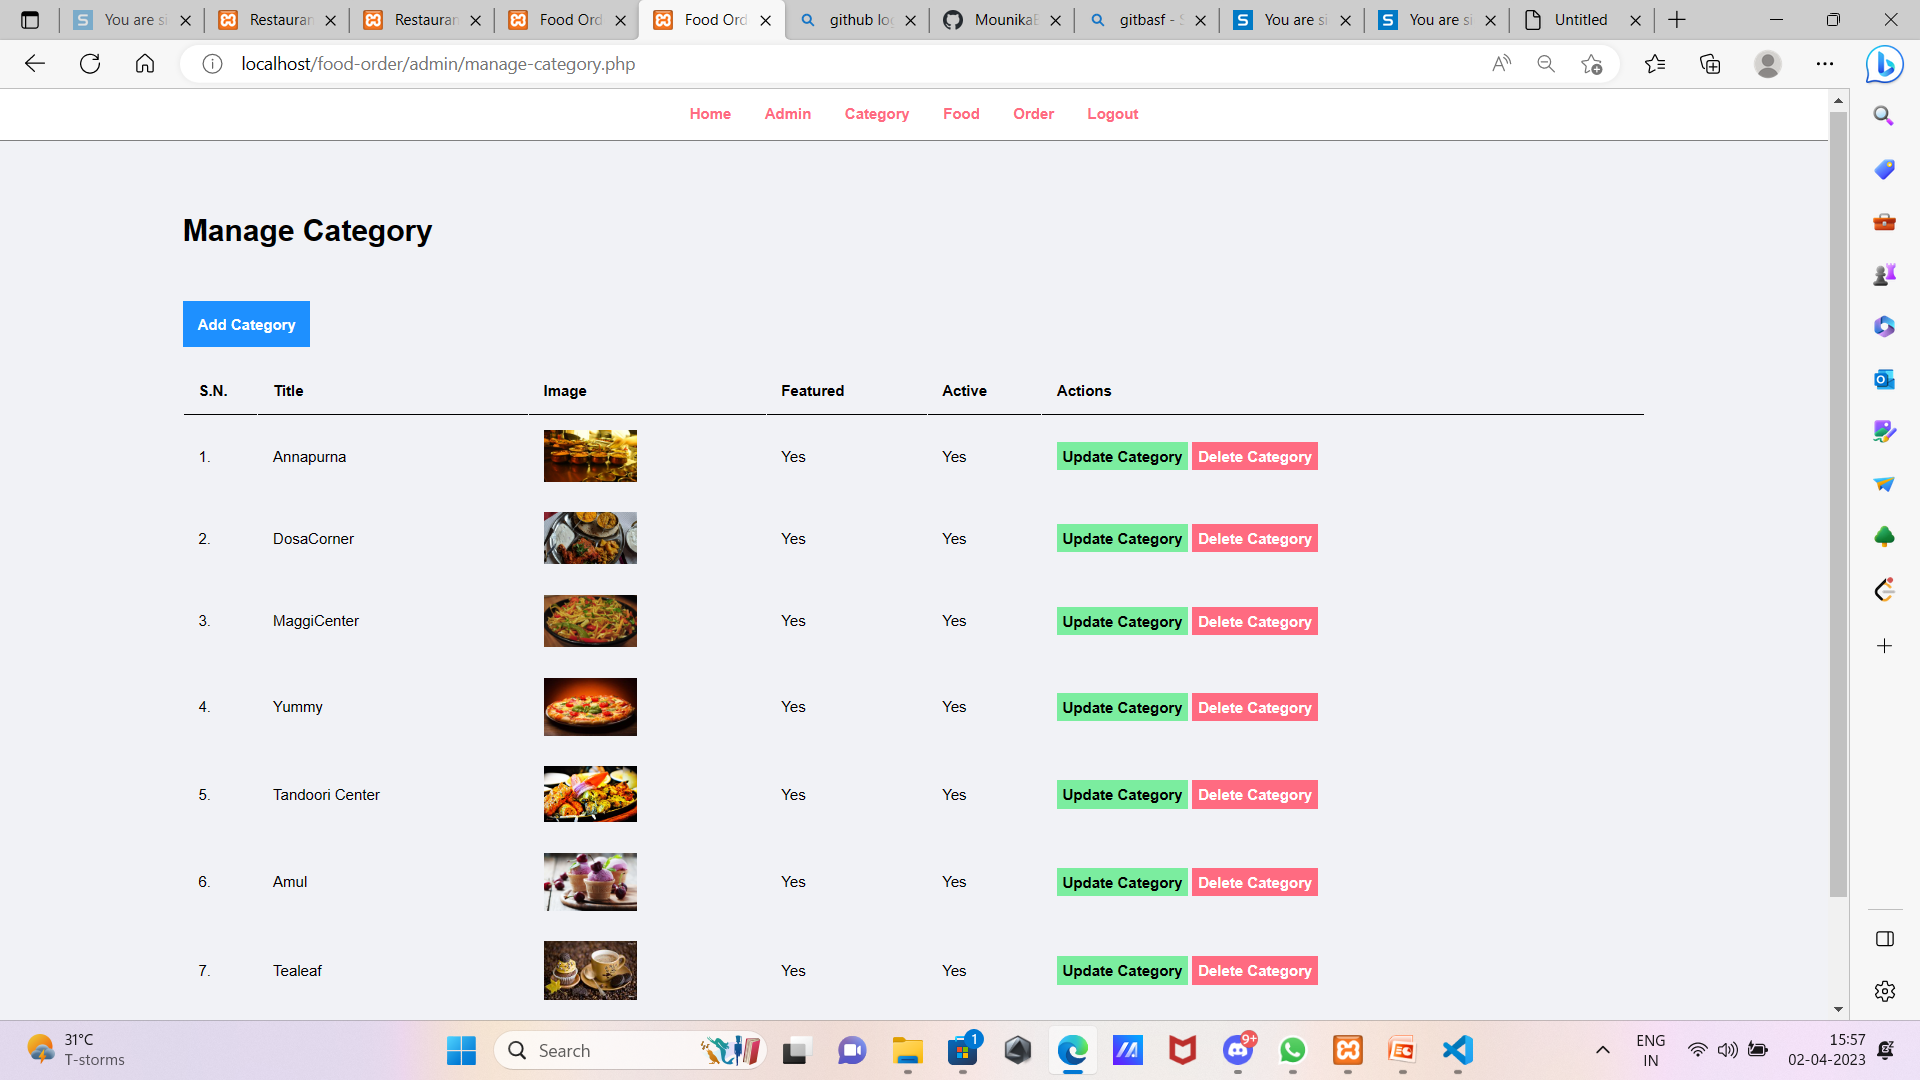 You are si
Restauran
Restauran
Food Ord
Food Ord
github log
MounikaB
gitbasf - S
You are si
You are si
Untitled
localhost/food-order/admin/manage-category.php
Home Admin Category Food Order Logout
Manage Category
Add Category
S.N. Title Image Featured Active Actions
1. Annapurna Yes Yes Update Category Delete Category
2. DosaCorner Yes Yes Update Category Delete Category
3. MaggiCenter Yes Yes Update Category Delete Category
4. Yummy Yes Yes Update Category Delete Category
5. Tandoori Center Yes Yes Update Category Delete Category
6. Amul Yes Yes Update Category Delete Category
7. Tealeaf Yes Yes Update Category Delete Category
31°C
T-storms
Search
1
9+
ENG
IN
15:57
02-04-2023